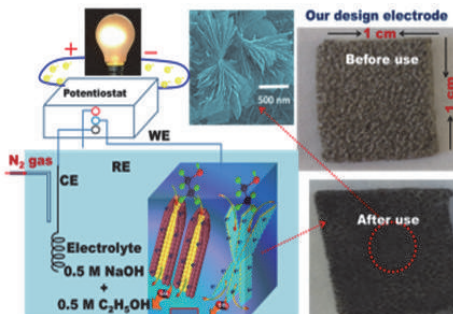 Our design electrode
1 cm
Before use
1 cm
+
−
Potentiostat
500 nm
WE
N₂ gas
CE
RE
Electrolyte
0.5 M NaOH
+
0.5 M C₂H₅OH
After use